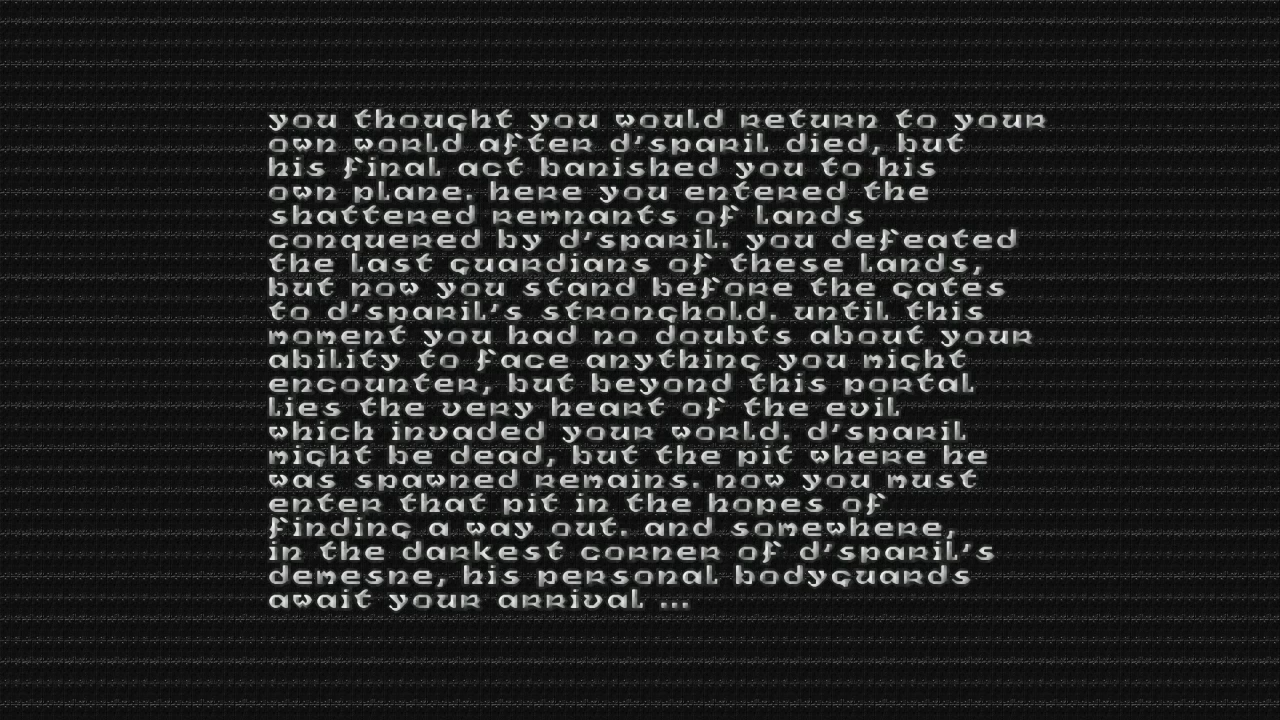 you thought you would return to your
own world after d'sparil died, but
his final act banished you to his
own plane. here you entered the
shattered remnants of lands
conquered by d'sparil. you defeated
the last guardians of these lands,
but now you stand before the gates
to d'sparil's stronghold. until this
moment you had no doubts about your
ability to face anything you might
encounter, but beyond this portal
lies the very heart of the evil
which invaded your world. d'sparil
might be dead, but the pit where he
was spawned remains. now you must
enter that pit in the hopes of
finding a way out. and somewhere,
in the darkest corner of d'sparil's
demesne, his personal bodyguards
await your arrival ...